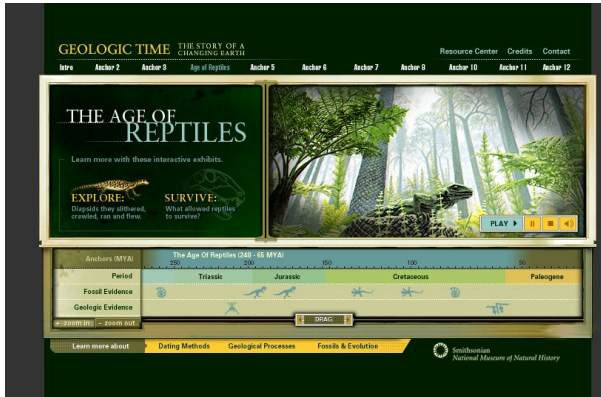 GEOLOGIC TIME THE STORY OF A CHANGING EARTH
Resource Center Credits Contact
Intro Anchor 2 Anchor 3 Age of Reptiles Anchor 5 Anchor 6 Anchor 7 Anchor 8 Anchor 10 Anchor 11 Anchor 12
THE AGE OF
REPTILES
Learn more with these interactive exhibits.
EXPLORE:
Diapsids they slithered,
crawled, ran and flew.
SURVIVE:
What allowed reptiles
to survive?
PLAY
Anchors (MYA)
The Age Of Reptiles (248 - 65 MYA)
250 200 150 100 50
Period Triassic Jurassic Cretaceous Paleogene
Fossil Evidence
Geologic Evidence
+ zoom in - zoom out
DRAG
Learn more about Dating Methods Geological Processes Fossils & Evolution
Smithsonian
National Museum of Natural History